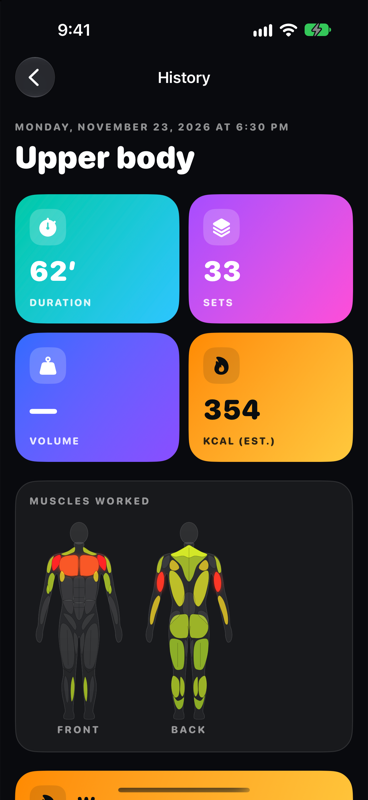 9:41
History
MONDAY, NOVEMBER 23, 2026 AT 6:30 PM
Upper body
62′
DURATION
33
SETS
—
VOLUME
354
KCAL (EST.)
MUSCLES WORKED
FRONT
BACK